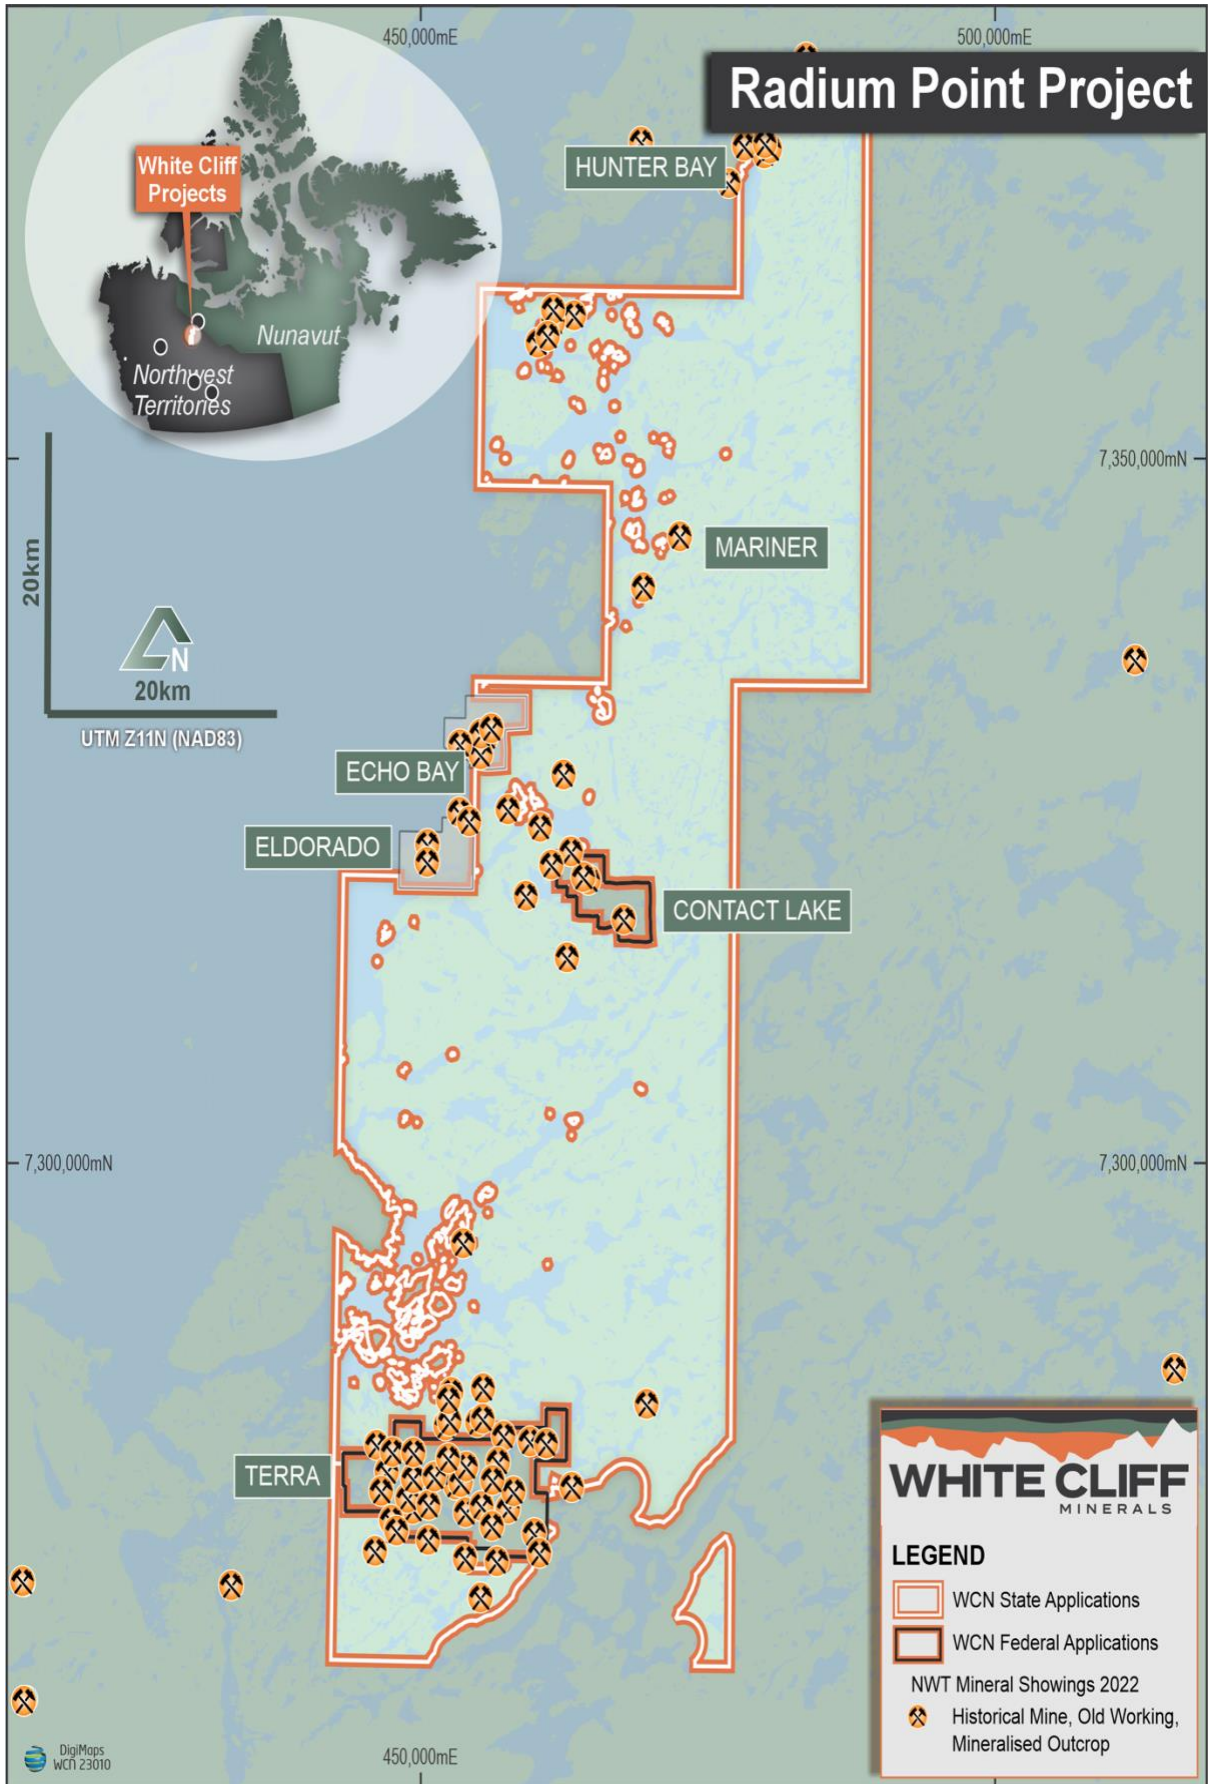 450,000mE
500,000mE
Radium Point Project
White Cliff
Projects
HUNTER BAY
Nunavut
Northwest
Territories
7,350,000mN
MARINER
20km
N
20km
UTM Z11N (NAD83)
ECHO BAY
ELDORADO
CONTACT LAKE
7,300,000mN
7,300,000mN
TERRA
WHITE CLIFF
MINERALS
LEGEND
WCN State Applications
WCN Federal Applications
NWT Mineral Showings 2022
Historical Mine, Old Working,
Mineralised Outcrop
DigiMaps
WCN 23010
450,000mE